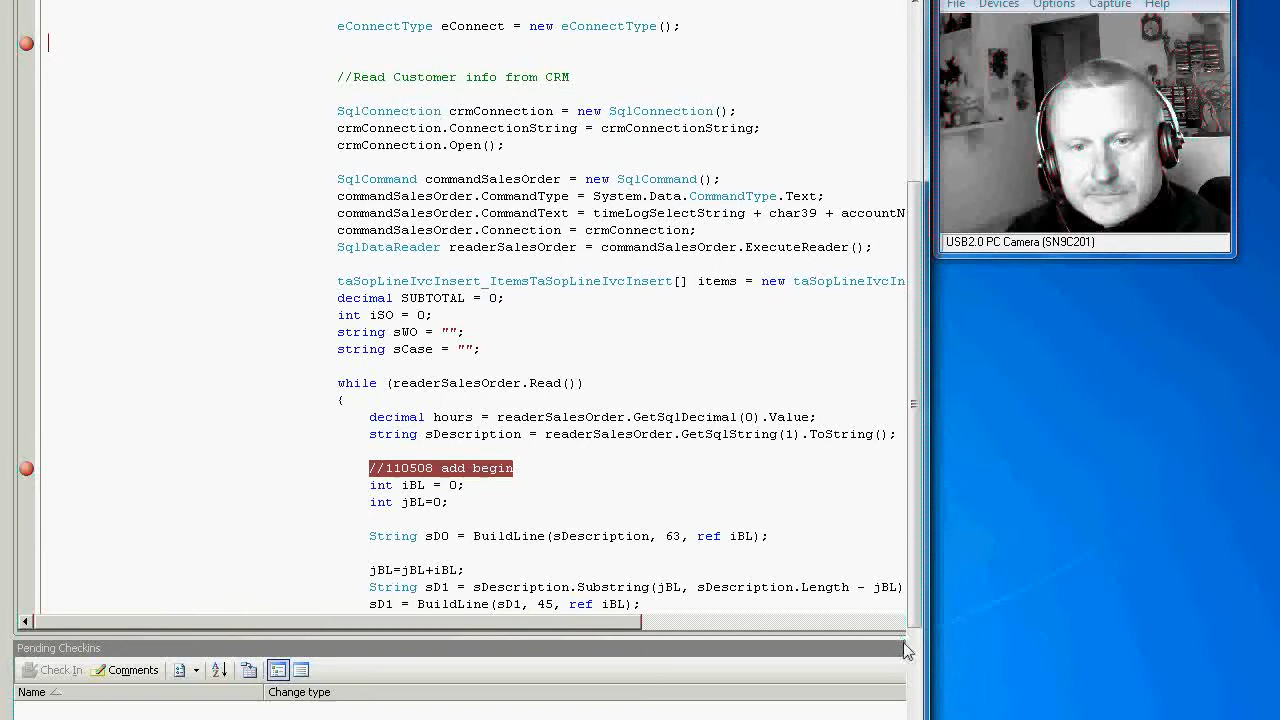 File Devices Options Capture Help
eConnectType eConnect = new eConnectType();
//Read Customer info from CRM
SqlConnection crmConnection = new SqlConnection();
crmConnection.ConnectionString = crmConnectionString;
crmConnection.Open();
SqlCommand commandSalesOrder = new SqlCommand();
commandSalesOrder.CommandType = System.Data.CommandType.Text;
commandSalesOrder.CommandText = timeLogSelectString + char39 + accountN
commandSalesOrder.Connection = crmConnection;
SqlDataReader readerSalesOrder = commandSalesOrder.ExecuteReader();
USB2.0 PC Camera (SN9C201)
taSopLineIvcInsert_ItemsTaSopLineIvcInsert[] items = new taSopLineIvcIn
decimal SUBTOTAL = 0;
int iSO = 0;
string sWO = "";
string sCase = "";
while (readerSalesOrder.Read())
{
decimal hours = readerSalesOrder.GetSqlDecimal(0).Value;
string sDescription = readerSalesOrder.GetSqlString(1).ToString();
//110508 add begin
int iBL = 0;
int jBL=0;
String sD0 = BuildLine(sDescription, 63, ref iBL);
jBL=jBL+iBL;
String sD1 = sDescription.Substring(jBL, sDescription.Length - jBL)
sD1 = BuildLine(sD1, 45, ref iBL);
Pending Checkins
Check In Comments
Name Change type